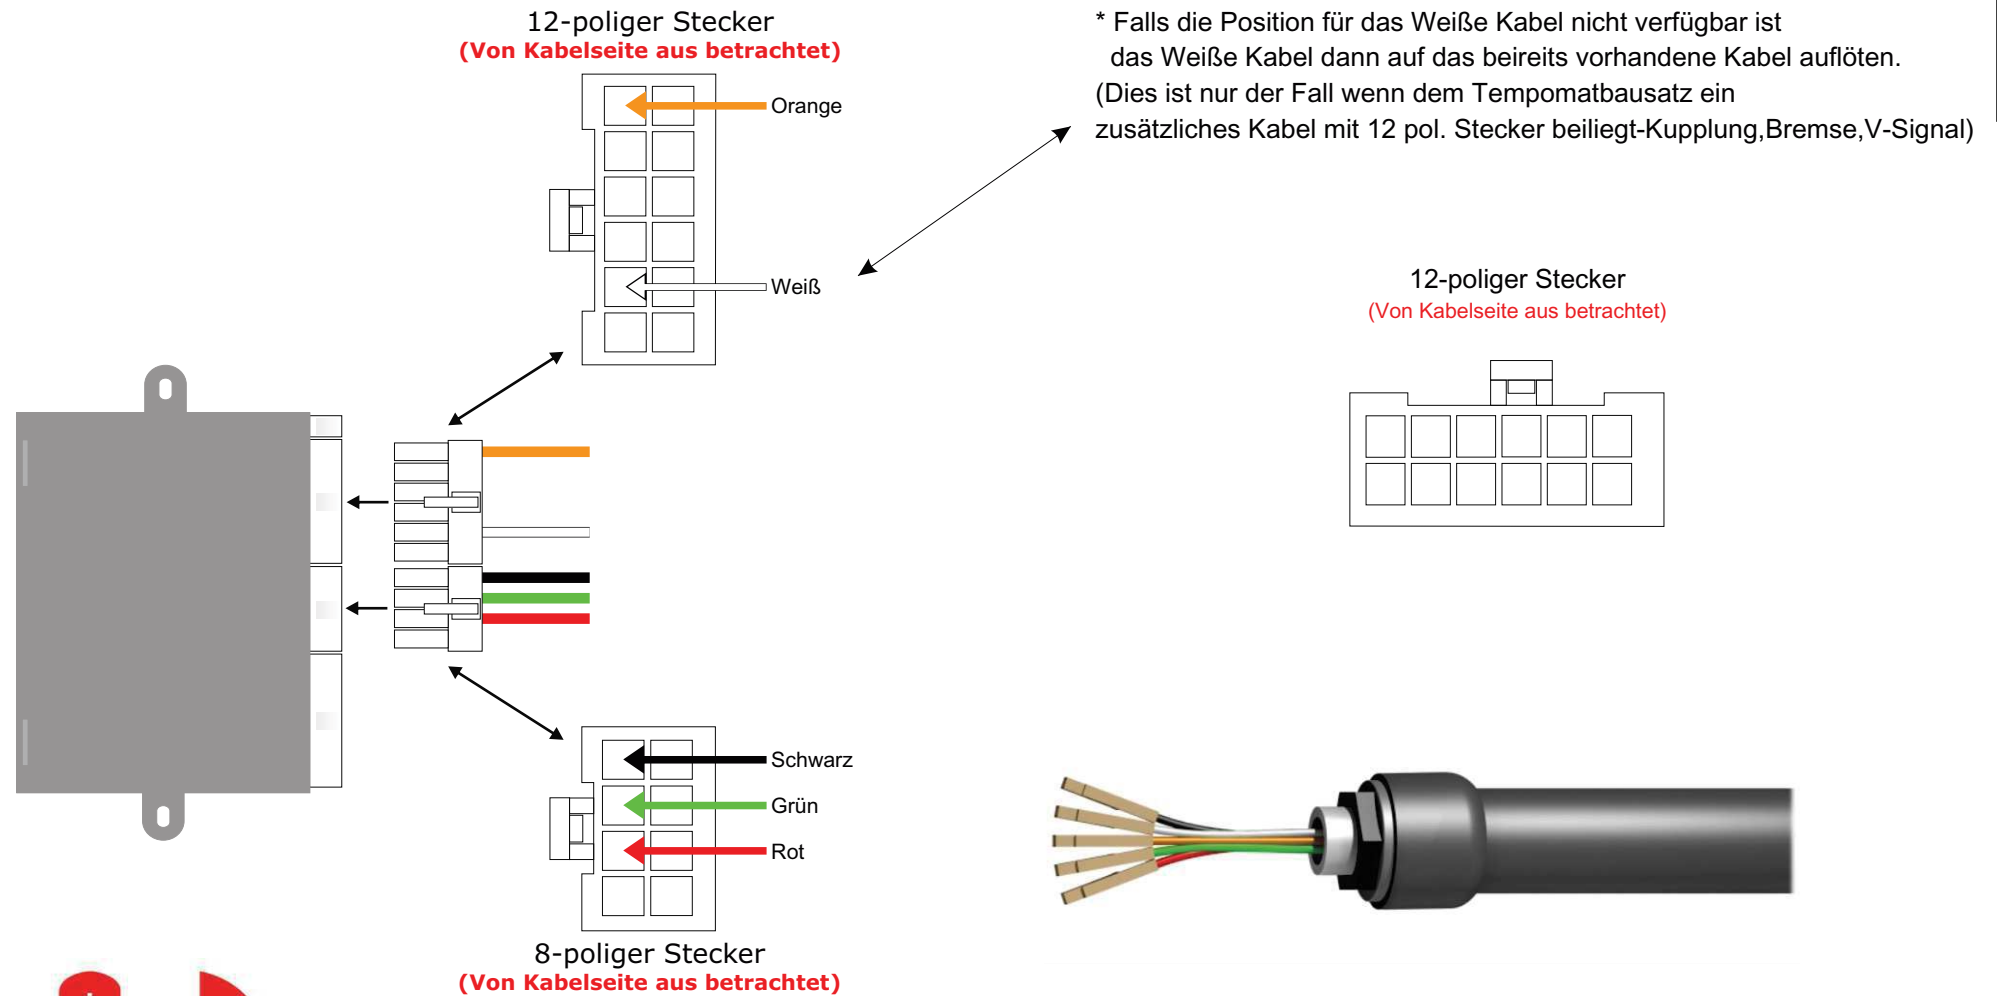 12-poliger Stecker
(Von Kabelseite aus betrachtet)
Orange
Weiß
* Falls die Position für das Weiße Kabel nicht verfügbar ist
das Weiße Kabel dann auf das beireits vorhandene Kabel auflöten.
(Dies ist nur der Fall wenn dem Tempomatbausatz ein
zusätzliches Kabel mit 12 pol. Stecker beiliegt-Kupplung,Bremse,V-Signal)
12-poliger Stecker
(Von Kabelseite aus betrachtet)
Schwarz
Grün
Rot
8-poliger Stecker
(Von Kabelseite aus betrachtet)